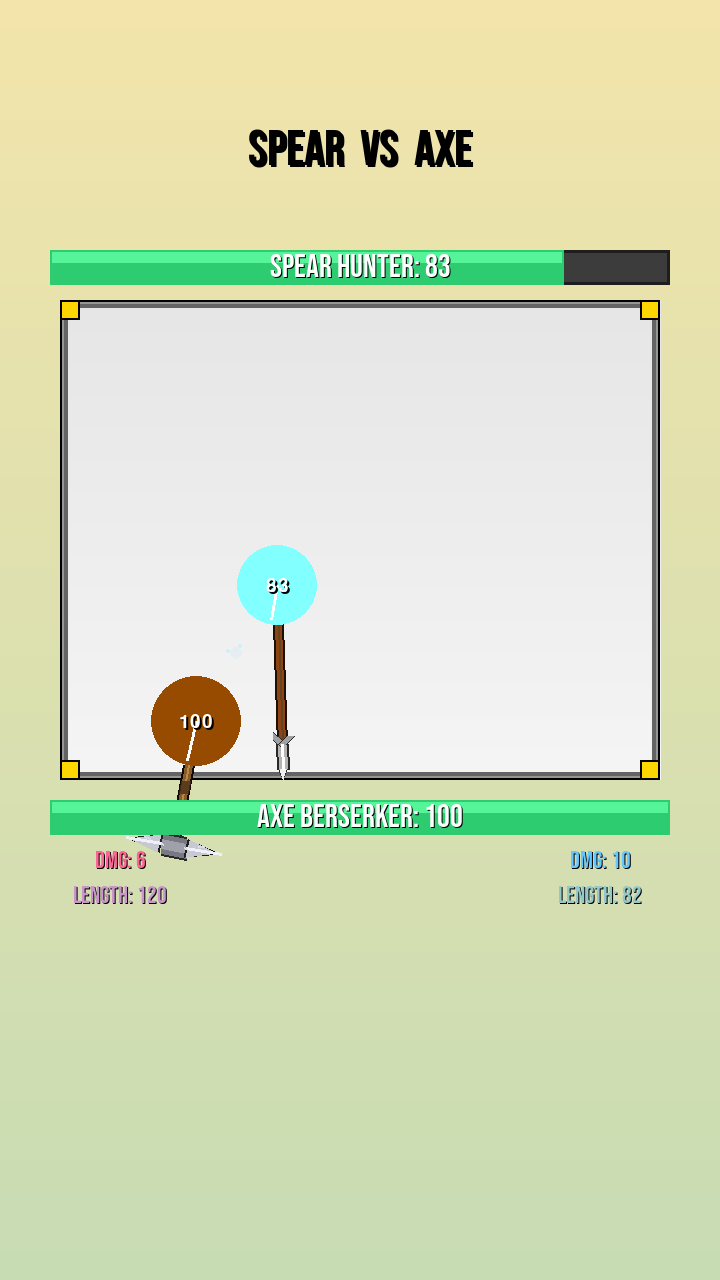 SPEAR VS AXE
SPEAR HUNTER: 83
83
100
AXE BERSERKER: 100
DMG: 6
DMG: 10
LENGTH: 120
LENGTH: 82